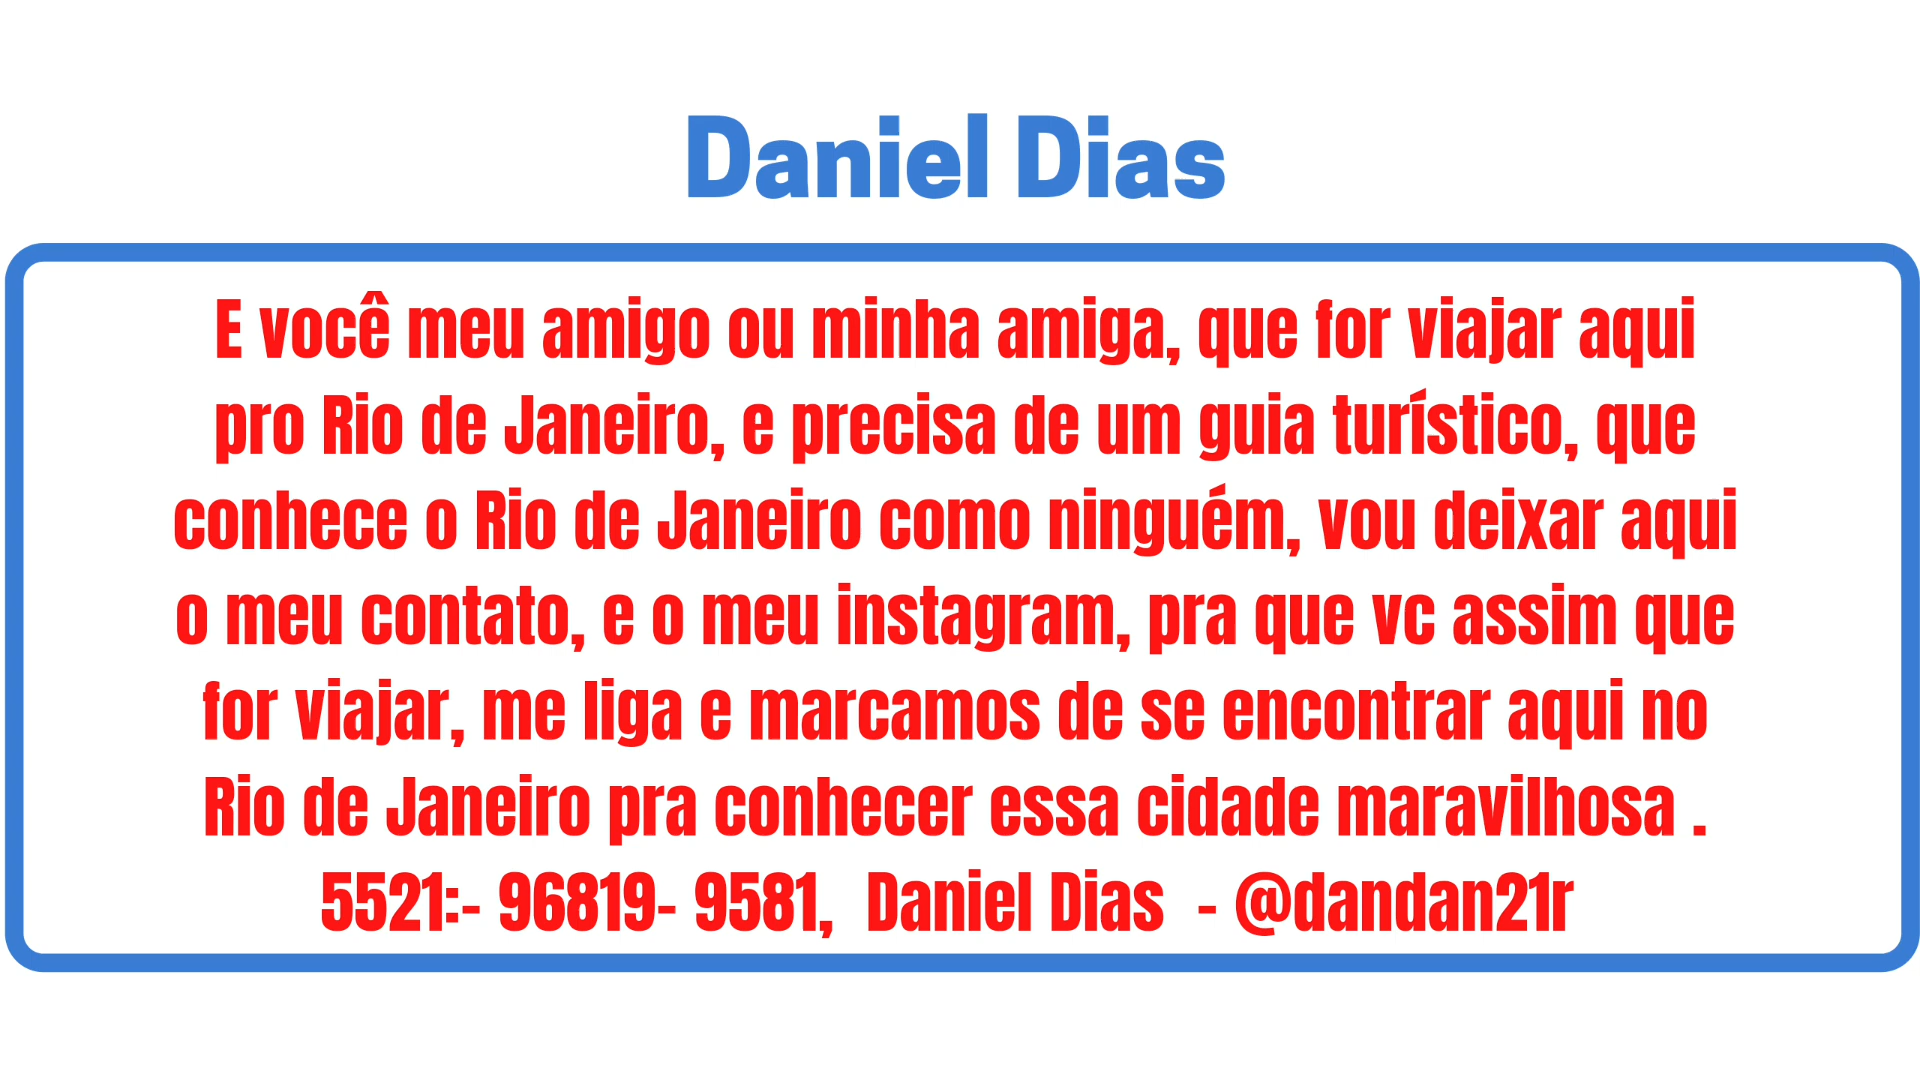 Daniel Dias
E você meu amigo ou minha amiga, que for viajar aqui
pro Rio de Janeiro, e precisa de um guia turístico, que
conhece o Rio de Janeiro como ninguém, vou deixar aqui
o meu contato, e o meu instagram, pra que vc assim que
for viajar, me liga e marcamos de se encontrar aqui no
Rio de Janeiro pra conhecer essa cidade maravilhosa .
5521:- 96819- 9581,  Daniel Dias  - @dandan21r